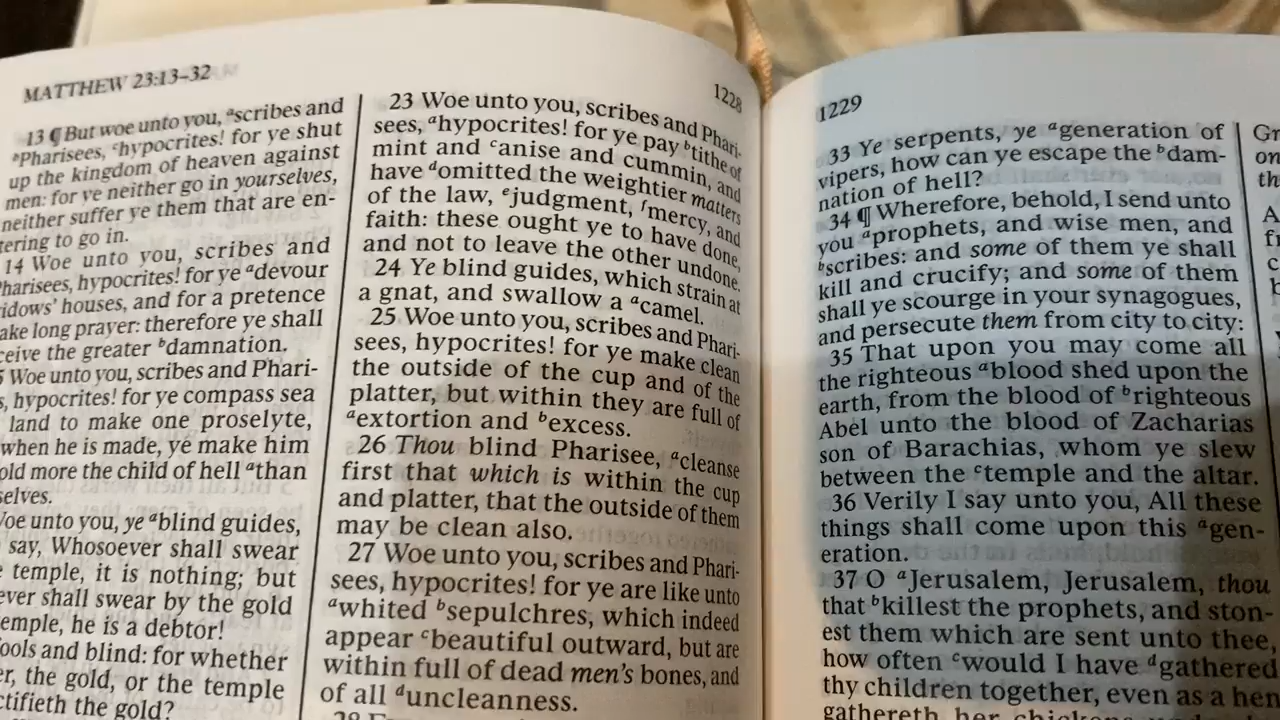 MATTHEW 23:13–32
13 ¶ But woe unto you, ᵃscribes and
ᵇPharisees, ᶜhypocrites! for ye shut
up the kingdom of heaven against
men: for ye neither go in yourselves,
neither suffer ye them that are en-
tering to go in.
14 Woe unto you, scribes and
harisees, hypocrites! for ye ᵃdevour
idows' houses, and for a pretence
ake long prayer: therefore ye shall
ceive the greater ᵇdamnation.
5 Woe unto you, scribes and Phari-
s, hypocrites! for ye compass sea
land to make one proselyte,
when he is made, ye make him
old more the child of hell ᵃthan
selves.
Voe unto you, ye ᵃblind guides,
say, Whosoever shall swear
e temple, it is nothing; but
ever shall swear by the gold
emple, he is a debtor!
ools and blind: for whether
er, the gold, or the temple
ctifieth the gold?
1228
23 Woe unto you, scribes and Phari-
sees, ᵃhypocrites! for ye pay ᵇtithe of
mint and ᶜanise and cummin, and
have ᵈomitted the weightier matters
of the law, ᵉjudgment, ᶠmercy, and
faith: these ought ye to have done,
and not to leave the other undone.
24 Ye blind guides, which strain at
a gnat, and swallow a ᵃcamel.
25 Woe unto you, scribes and Phari-
sees, hypocrites! for ye make clean
the outside of the cup and of the
platter, but within they are full of
ᵃextortion and ᵇexcess.
26 Thou blind Pharisee, ᵃcleanse
first that which is within the cup
and platter, that the outside of them
may be clean also.
27 Woe unto you, scribes and Phari-
sees, hypocrites! for ye are like unto
ᵃwhited ᵇsepulchres, which indeed
appear ᶜbeautiful outward, but are
within full of dead men's bones, and
of all ᵈuncleanness.
1229
33 Ye serpents, ye ᵃgeneration of
vipers, how can ye escape the ᵇdam-
nation of hell?
34 ¶ Wherefore, behold, I send unto
you ᵃprophets, and wise men, and
ᵇscribes: and some of them ye shall
kill and crucify; and some of them
shall ye scourge in your synagogues,
and persecute them from city to city:
35 That upon you may come all
the righteous ᵃblood shed upon the
earth, from the blood of ᵇrighteous
Abel unto the blood of Zacharias
son of Barachias, whom ye slew
between the ᶜtemple and the altar.
36 Verily I say unto you, All these
things shall come upon this ᵃgen-
eration.
37 O ᵃJerusalem, Jerusalem, thou
that ᵇkillest the prophets, and ston-
est them which are sent unto thee,
how often ᶜwould I have ᵈgathered
thy children together, even as a hen
gathereth her chickens
Gr
on
th
A